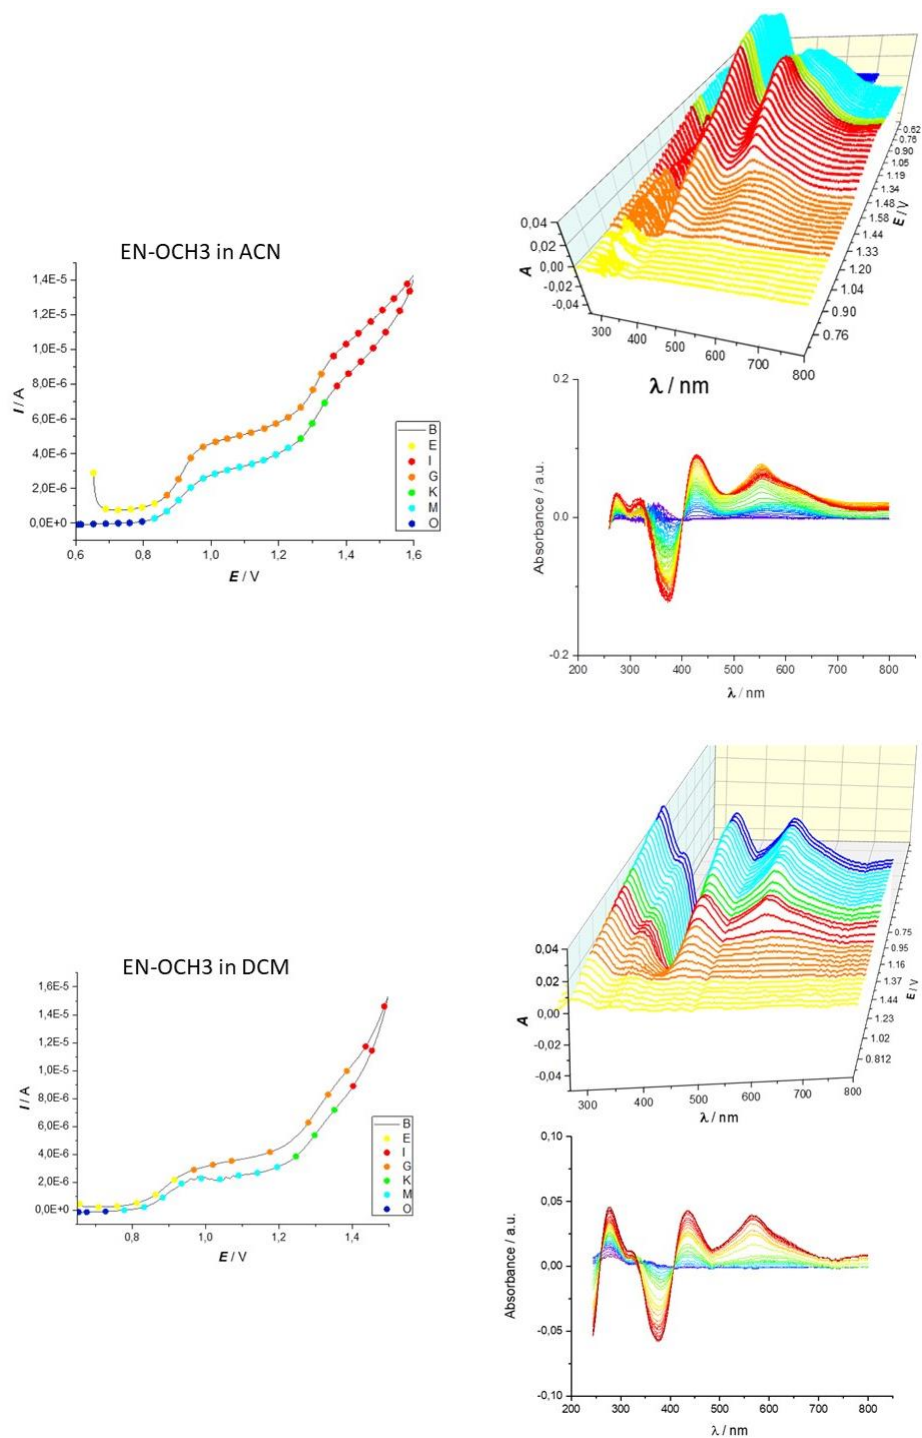 EN-OCH3 in ACN
1,4E-5
1,2E-5
1,0E-5
8,0E-6
6,0E-6
4,0E-6
2,0E-6
0,0E+0
I / A
0,6 0,8 1,0 1,2 1,4 1,6
E / V
B
E
I
G
K
M
O
0,04
0,02
0,00
-0,02
-0,04
A
300 400 500 600 700 800
λ / nm
0.62
0.76
0.90
1.05
1.19
1.34
1.48
1.58
1.44
1.33
1.20
1.04
0.90
0.76
E / V
0.2
0.0
-0.2
Absorbance / a.u.
200 300 400 500 600 700 800
λ / nm
EN-OCH3 in DCM
1,6E-5
1,4E-5
1,2E-5
1,0E-5
8,0E-6
6,0E-6
4,0E-6
2,0E-6
0,0E+0
I / A
0,8 1,0 1,2 1,4
E / V
B
E
I
G
K
M
O
0,04
0,02
0,00
-0,02
-0,04
A
300 400 500 600 700 800
λ / nm
0.75
0.95
1.16
1.37
1.44
1.23
1.02
0.812
E / V
0,10
0,05
0,00
-0,05
-0,10
Absorbance / a.u.
200 300 400 500 600 700 800
λ / nm